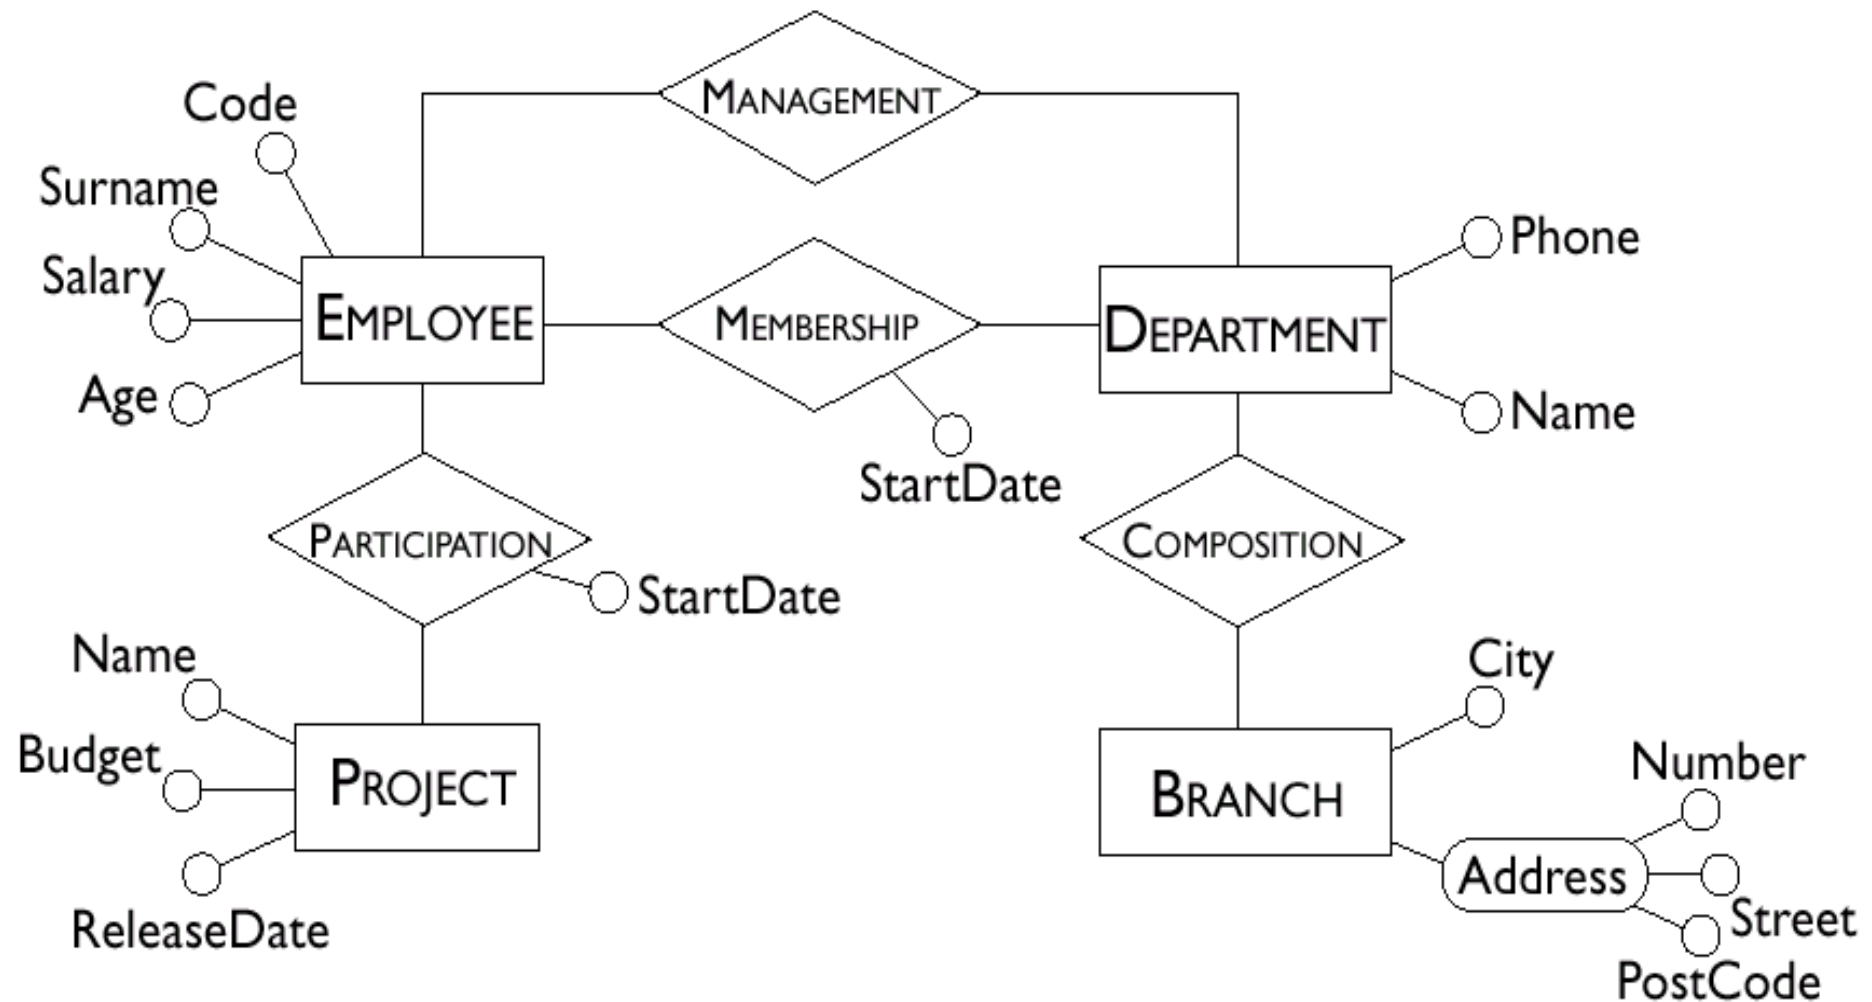 MANAGEMENT
Code
Surname
Salary
Age
EMPLOYEE
MEMBERSHIP
StartDate
DEPARTMENT
Phone
Name
PARTICIPATION
StartDate
COMPOSITION
Name
Budget
ReleaseDate
PROJECT
BRANCH
City
Number
Address
Street
PostCode